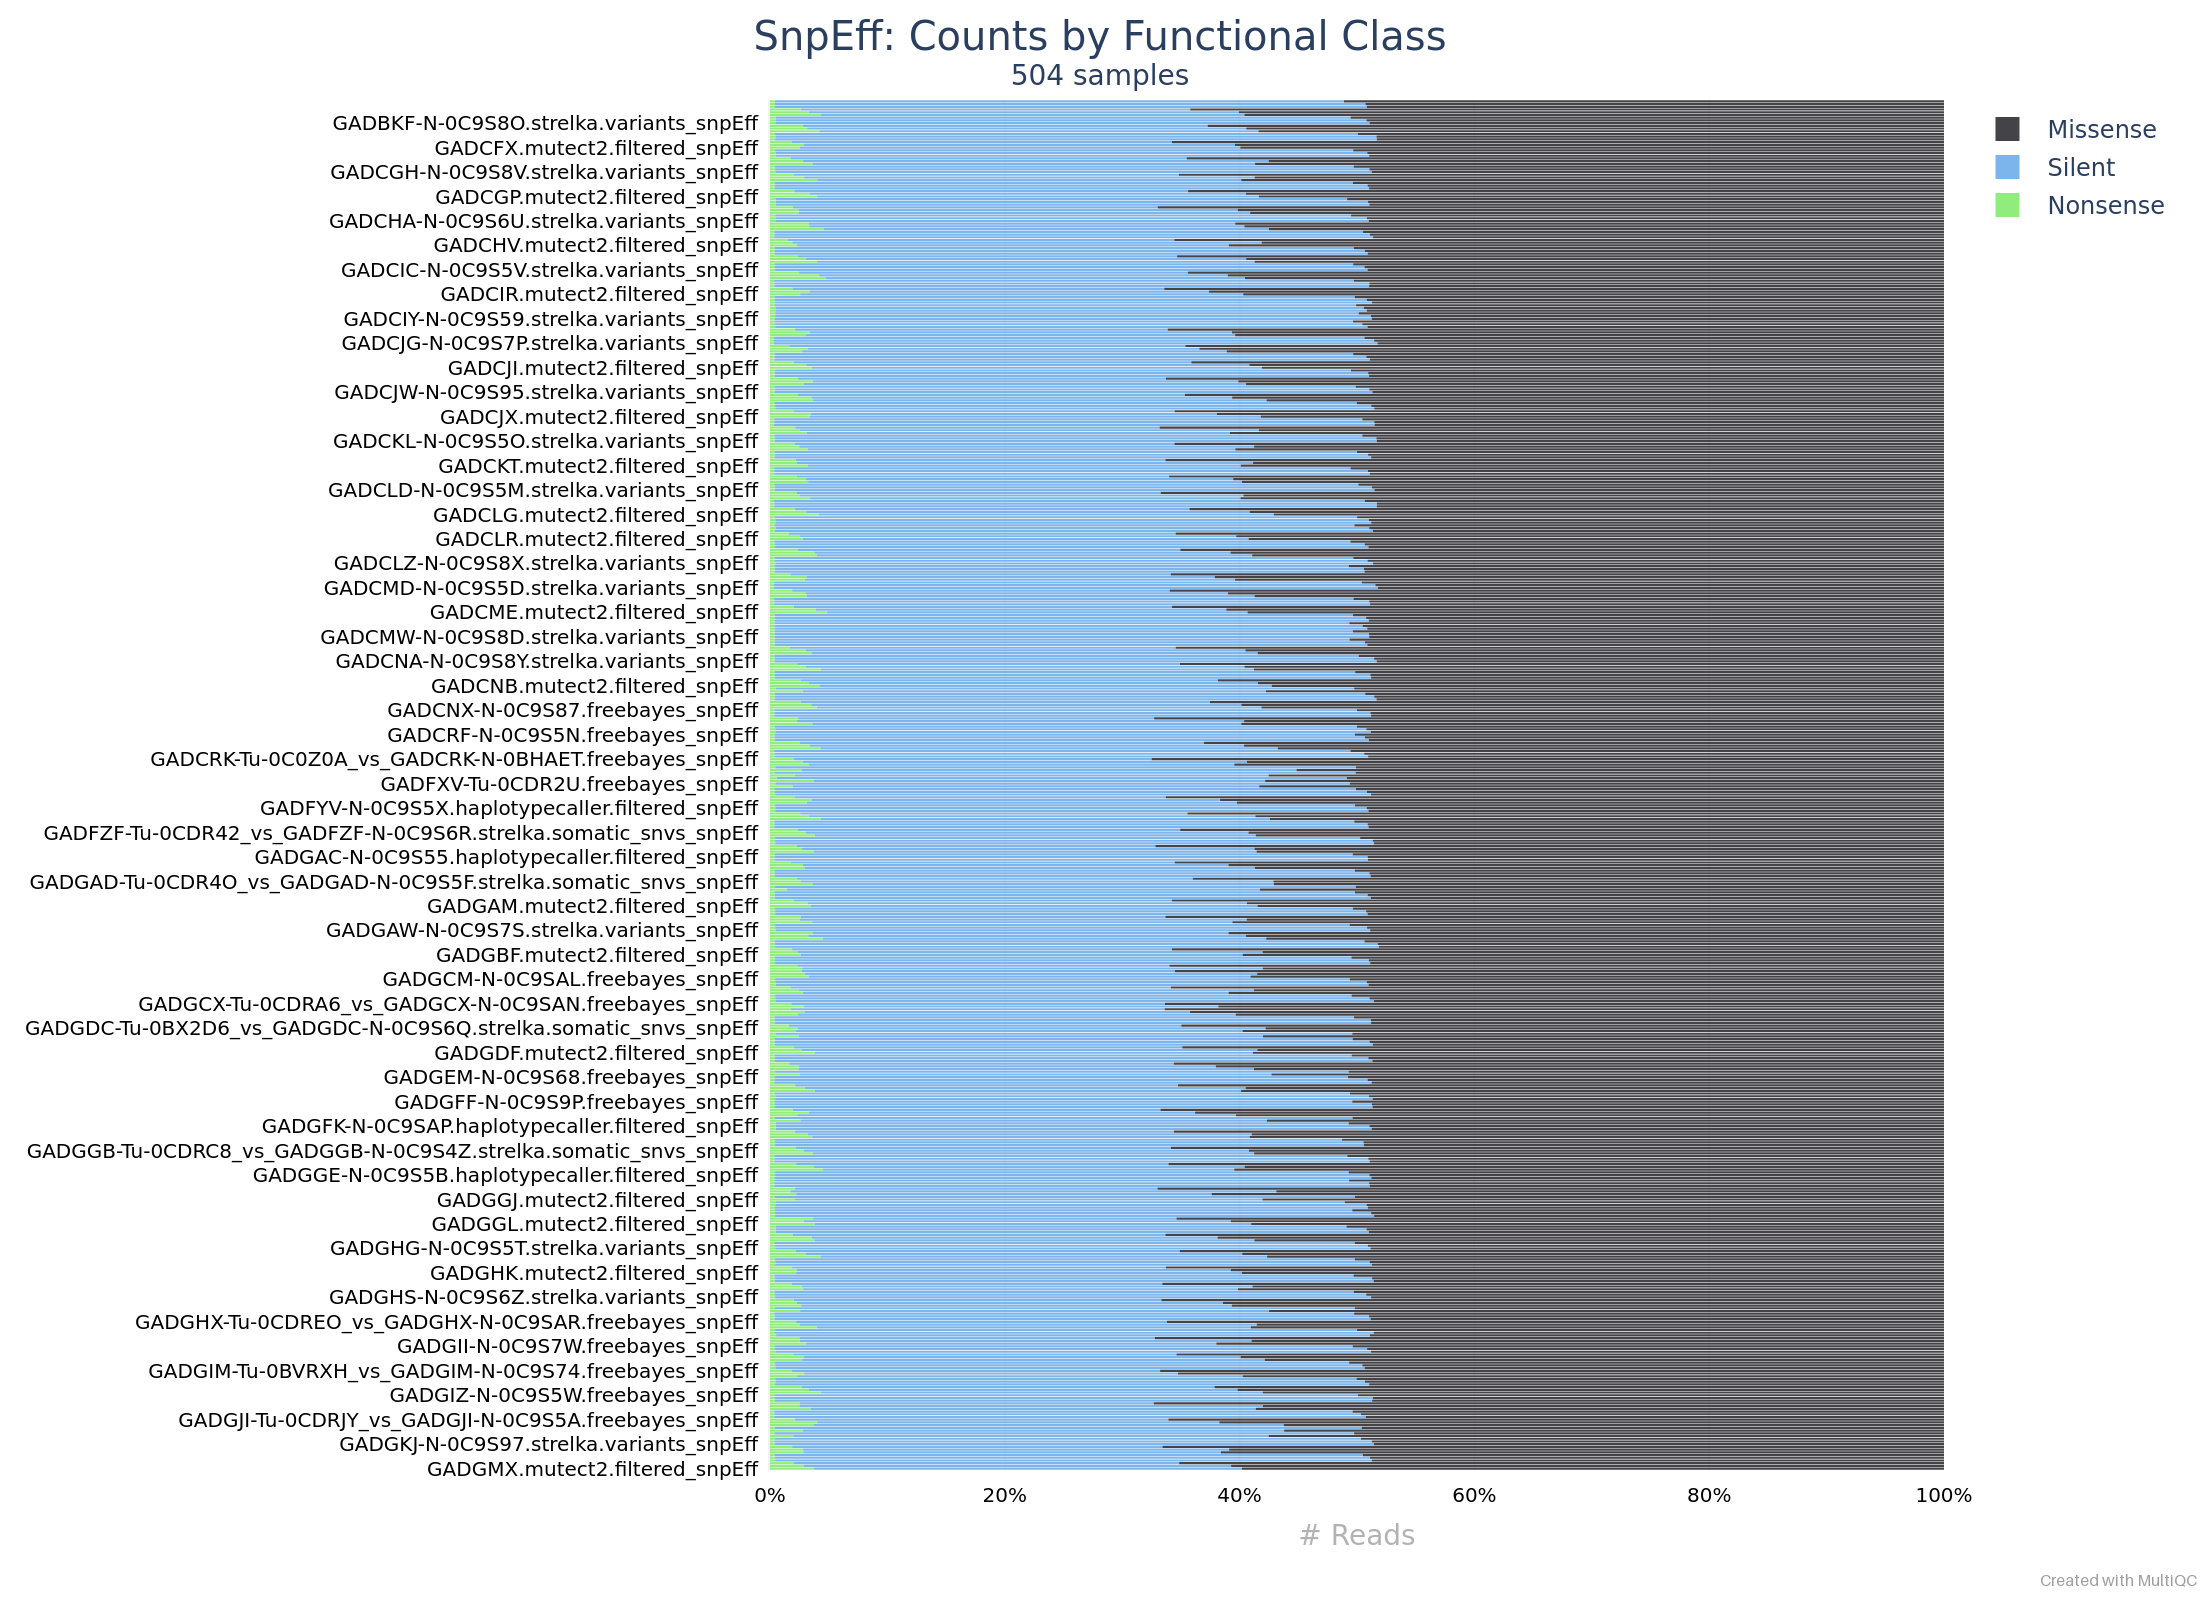 SnpEff: Counts by Functional Class
504 samples
GADBKF-N-0C9S8O.strelka.variants_snpEff
GADCFX.mutect2.filtered_snpEff
GADCGH-N-0C9S8V.strelka.variants_snpEff
GADCGP.mutect2.filtered_snpEff
GADCHA-N-0C9S6U.strelka.variants_snpEff
GADCHV.mutect2.filtered_snpEff
GADCIC-N-0C9S5V.strelka.variants_snpEff
GADCIR.mutect2.filtered_snpEff
GADCIY-N-0C9S59.strelka.variants_snpEff
GADCJG-N-0C9S7P.strelka.variants_snpEff
GADCJI.mutect2.filtered_snpEff
GADCJW-N-0C9S95.strelka.variants_snpEff
GADCJX.mutect2.filtered_snpEff
GADCKL-N-0C9S5O.strelka.variants_snpEff
GADCKT.mutect2.filtered_snpEff
GADCLD-N-0C9S5M.strelka.variants_snpEff
GADCLG.mutect2.filtered_snpEff
GADCLR.mutect2.filtered_snpEff
GADCLZ-N-0C9S8X.strelka.variants_snpEff
GADCMD-N-0C9S5D.strelka.variants_snpEff
GADCME.mutect2.filtered_snpEff
GADCMW-N-0C9S8D.strelka.variants_snpEff
GADCNA-N-0C9S8Y.strelka.variants_snpEff
GADCNB.mutect2.filtered_snpEff
GADCNX-N-0C9S87.freebayes_snpEff
GADCRF-N-0C9S5N.freebayes_snpEff
GADCRK-Tu-0C0Z0A_vs_GADCRK-N-0BHAET.freebayes_snpEff
GADFXV-Tu-0CDR2U.freebayes_snpEff
GADFYV-N-0C9S5X.haplotypecaller.filtered_snpEff
GADFZF-Tu-0CDR42_vs_GADFZF-N-0C9S6R.strelka.somatic_snvs_snpEff
GADGAC-N-0C9S55.haplotypecaller.filtered_snpEff
GADGAD-Tu-0CDR4O_vs_GADGAD-N-0C9S5F.strelka.somatic_snvs_snpEff
GADGAM.mutect2.filtered_snpEff
GADGAW-N-0C9S7S.strelka.variants_snpEff
GADGBF.mutect2.filtered_snpEff
GADGCM-N-0C9SAL.freebayes_snpEff
GADGCX-Tu-0CDRA6_vs_GADGCX-N-0C9SAN.freebayes_snpEff
GADGDC-Tu-0BX2D6_vs_GADGDC-N-0C9S6Q.strelka.somatic_snvs_snpEff
GADGDF.mutect2.filtered_snpEff
GADGEM-N-0C9S68.freebayes_snpEff
GADGFF-N-0C9S9P.freebayes_snpEff
GADGFK-N-0C9SAP.haplotypecaller.filtered_snpEff
GADGGB-Tu-0CDRC8_vs_GADGGB-N-0C9S4Z.strelka.somatic_snvs_snpEff
GADGGE-N-0C9S5B.haplotypecaller.filtered_snpEff
GADGGJ.mutect2.filtered_snpEff
GADGGL.mutect2.filtered_snpEff
GADGHG-N-0C9S5T.strelka.variants_snpEff
GADGHK.mutect2.filtered_snpEff
GADGHS-N-0C9S6Z.strelka.variants_snpEff
GADGHX-Tu-0CDREO_vs_GADGHX-N-0C9SAR.freebayes_snpEff
GADGII-N-0C9S7W.freebayes_snpEff
GADGIM-Tu-0BVRXH_vs_GADGIM-N-0C9S74.freebayes_snpEff
GADGIZ-N-0C9S5W.freebayes_snpEff
GADGJI-Tu-0CDRJY_vs_GADGJI-N-0C9S5A.freebayes_snpEff
GADGKJ-N-0C9S97.strelka.variants_snpEff
GADGMX.mutect2.filtered_snpEff
0% 20% 40% 60% 80% 100%
# Reads
Missense
Silent
Nonsense
Created with MultiQC